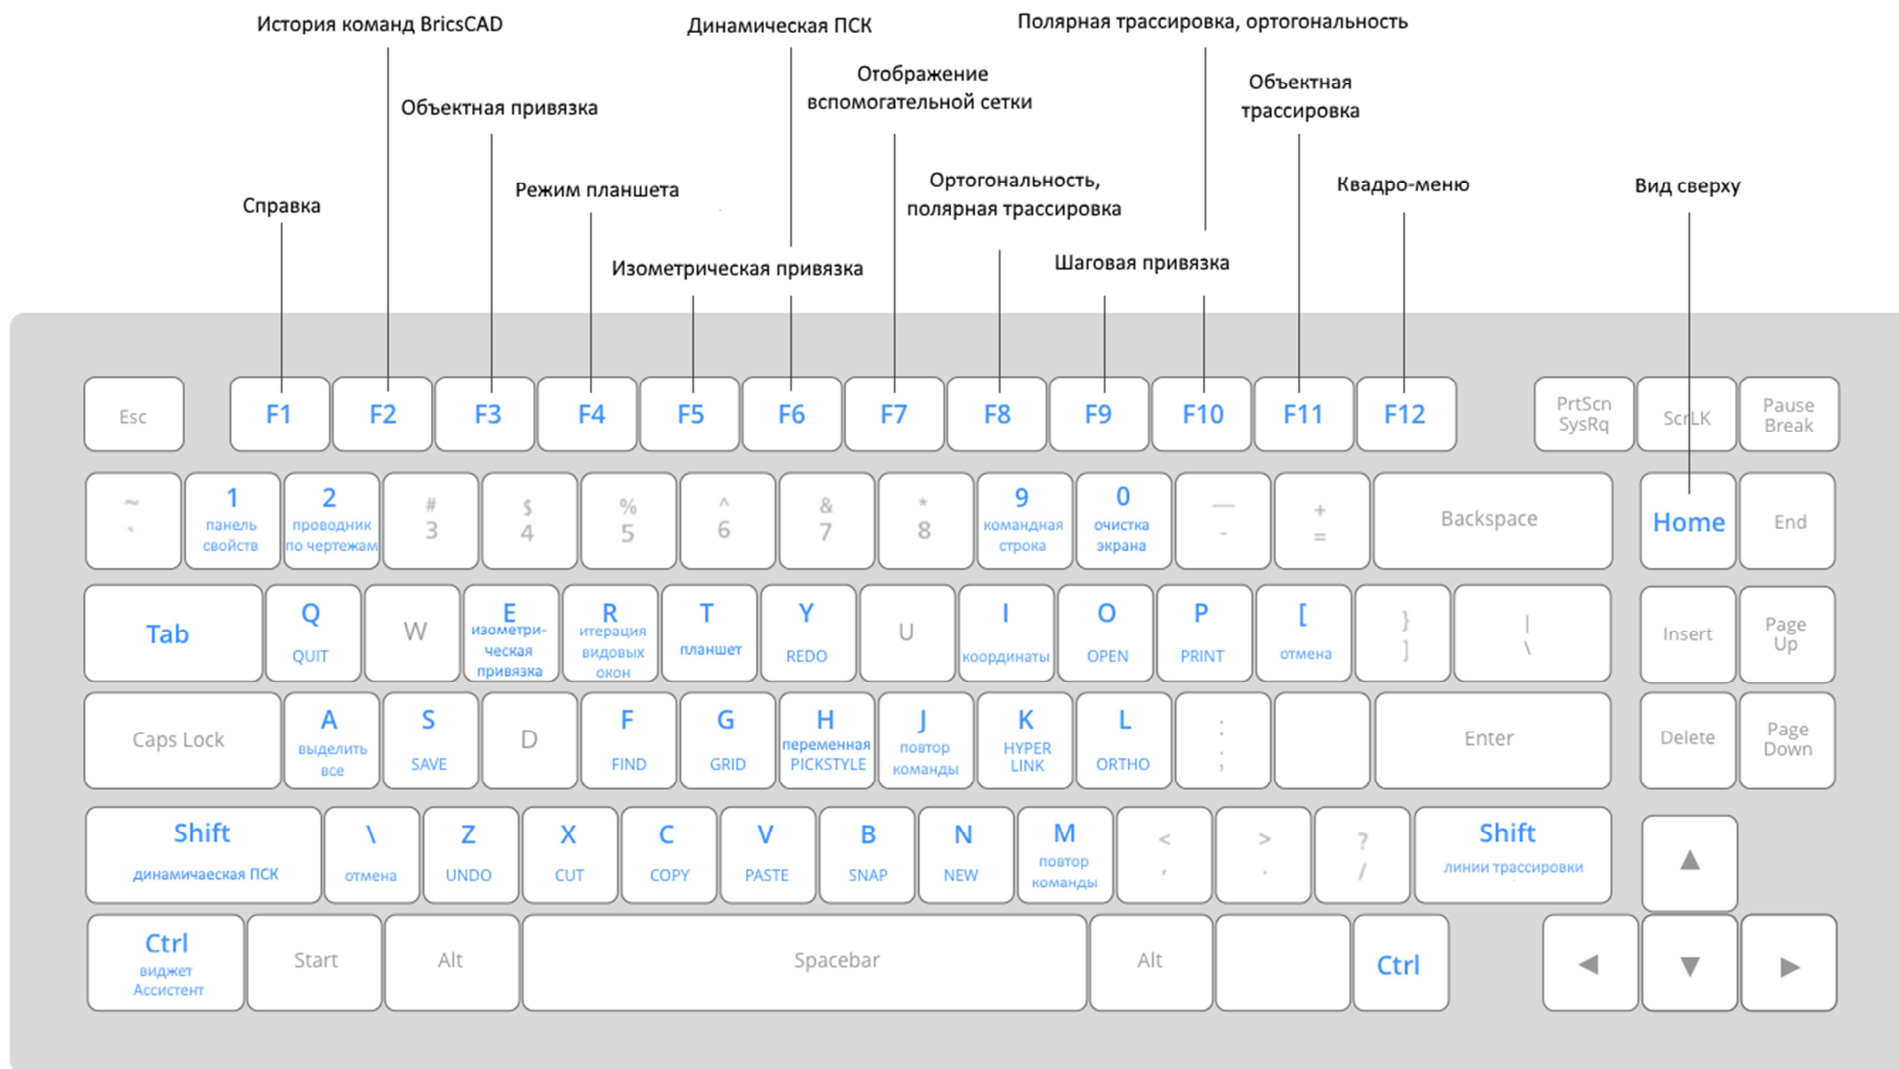 История команд BricsCAD
Динамическая ПСК
Полярная трассировка, ортогональность
Отображение
вспомогательной сетки
Объектная
трассировка
Объектная привязка
Ортогональность,
полярная трассировка
Режим планшета
Квадро-меню
Вид сверху
Справка
Изометрическая привязка
Шаговая привязка
Esc
F1
F2
F3
F4
F5
F6
F7
F8
F9
F10
F11
F12
PrtScn
SysRq
ScrLK
Pause
Break
~
`
1
панель
свойств
2
проводник
по чертежам
#
3
$
4
%
5
^
6
&
7
*
8
9
командная
строка
0
очистка
экрана
—
-
+
=
Backspace
Home
End
Tab
Q
QUIT
W
E
изометри-
ческая
привязка
R
итерация
видовых
окон
T
планшет
Y
REDO
U
I
координаты
O
OPEN
P
PRINT
[
отмена
}
]
|
\
Insert
Page
Up
Caps Lock
A
выделить
все
S
SAVE
D
F
FIND
G
GRID
H
переменная
PICKSTYLE
J
повтор
команды
K
HYPER
LINK
L
ORTHO
:
;
Enter
Delete
Page
Down
Shift
динамичаеская ПСК
\
отмена
Z
UNDO
X
CUT
C
COPY
V
PASTE
B
SNAP
N
NEW
M
повтор
команды
<
,
>
.
?
/
Shift
линии трассировки
▲
Ctrl
виджет
Ассистент
Start
Alt
Spacebar
Alt
Ctrl
◀
▼
▶